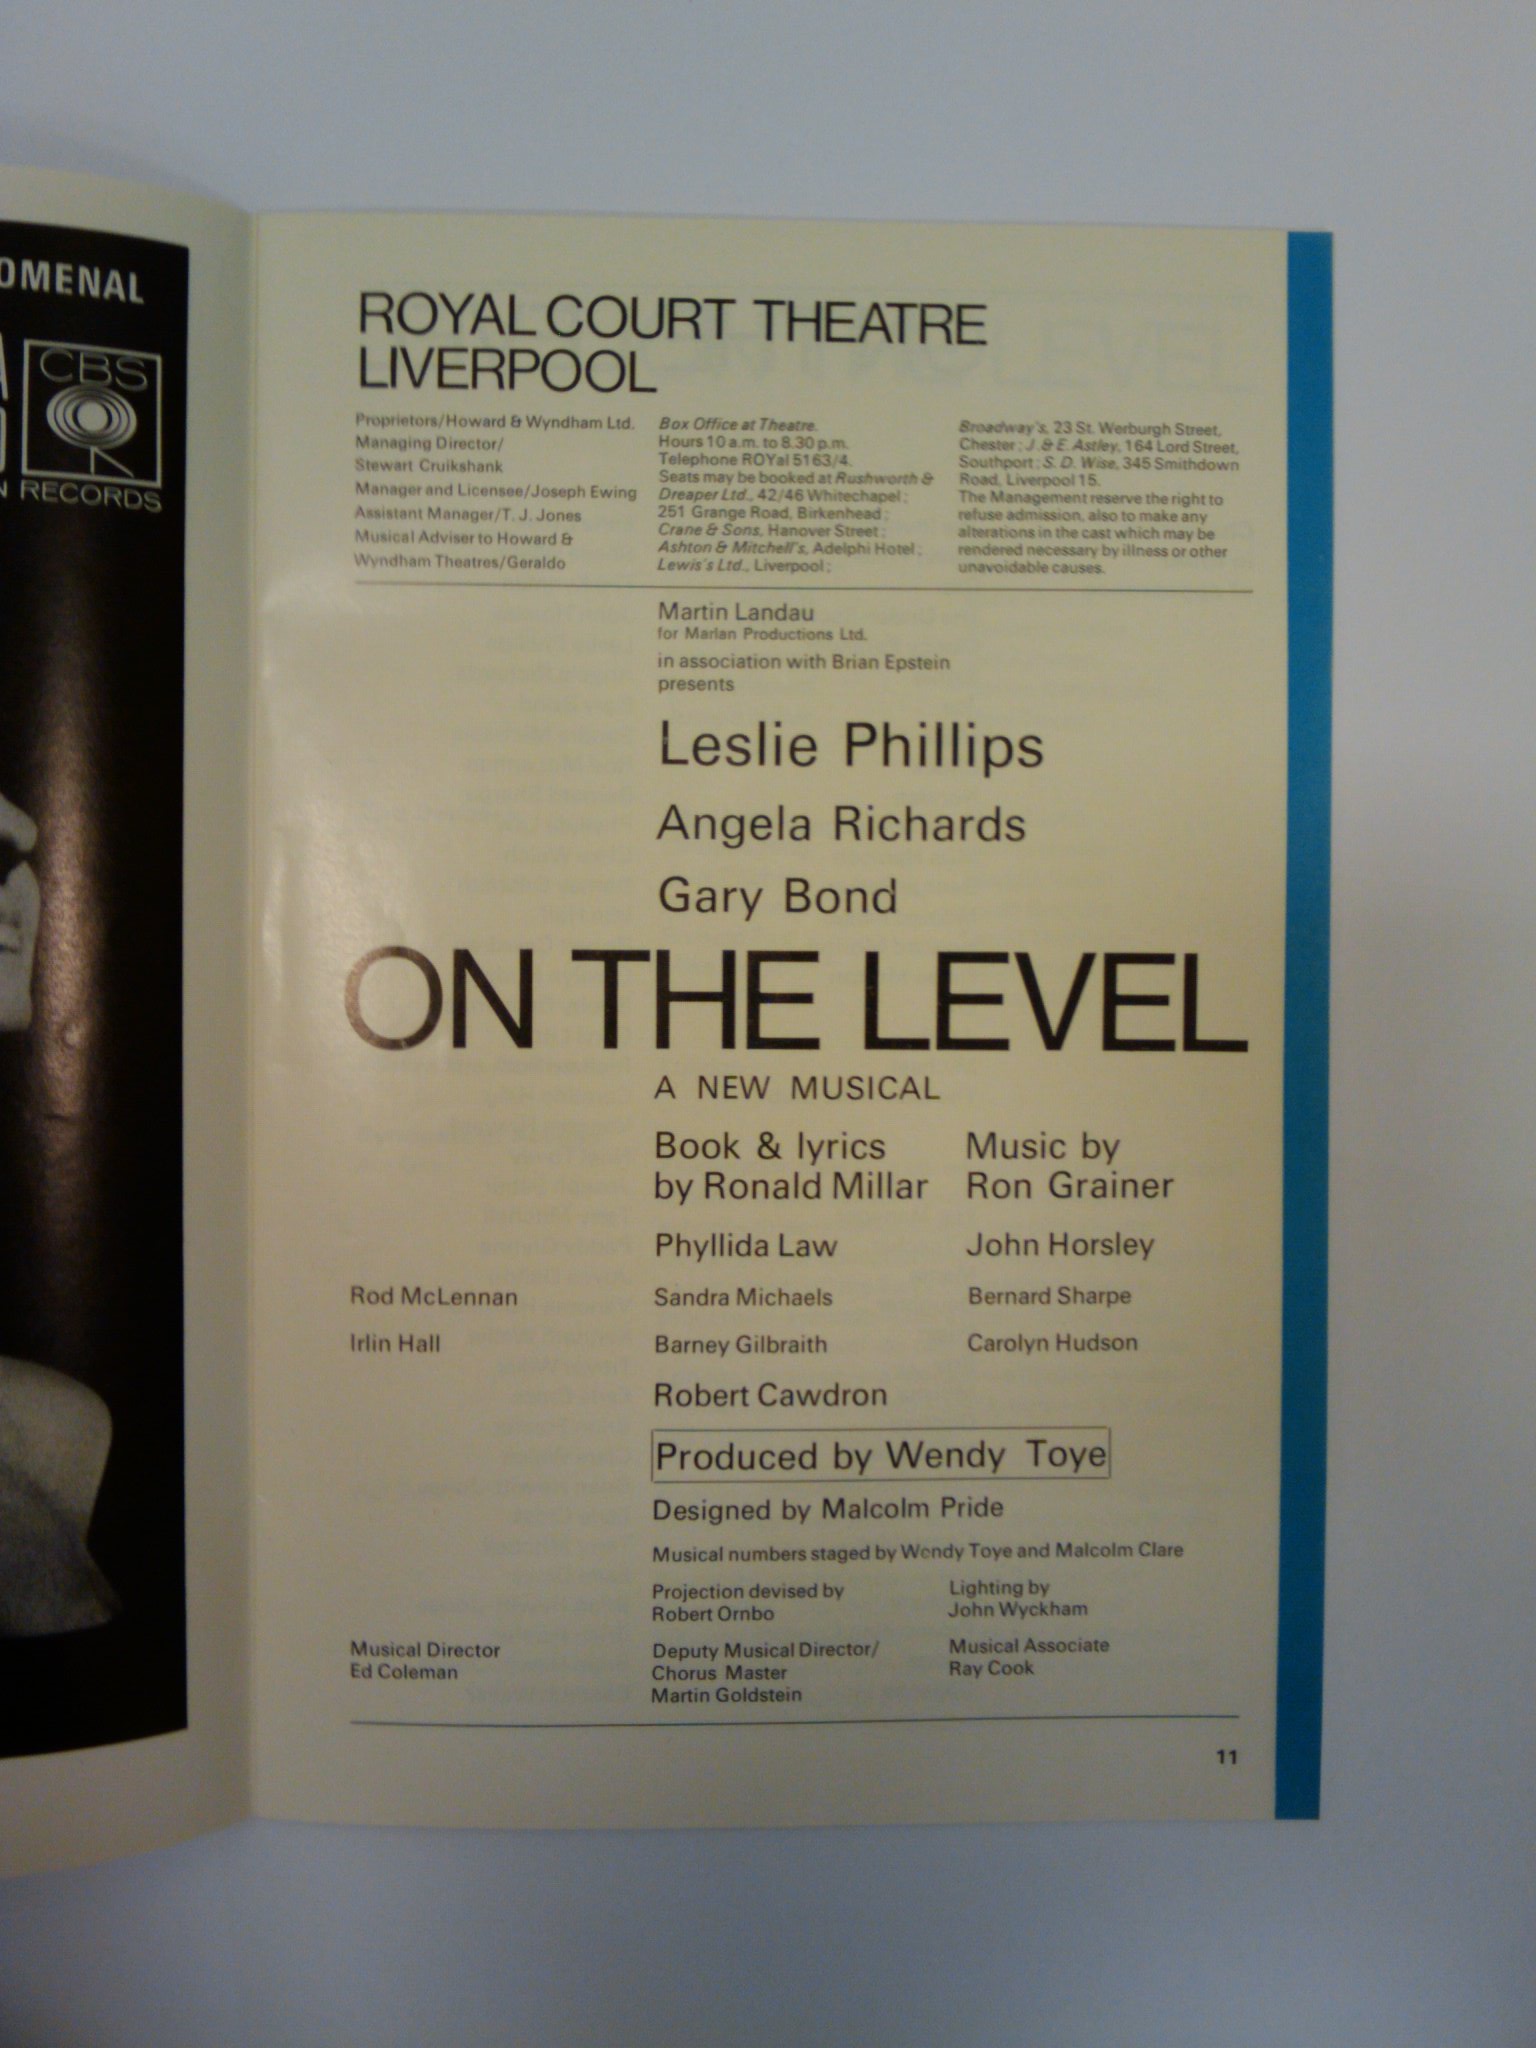 OMENAL
CBS
RECORDS
ROYAL COURT THEATRE
LIVERPOOL
Proprietors/Howard & Wyndham Ltd.
Managing Director/
Stewart Cruikshank
Manager and Licensee/Joseph Ewing
Assistant Manager/T. J. Jones
Musical Adviser to Howard &
Wyndham Theatres/Geraldo
Box Office at Theatre.
Hours 10 a.m. to 8.30 p.m.
Telephone ROYal 5163/4.
Seats may be booked at Rushworth &
Dreaper Ltd., 42/46 Whitechapel;
251 Grange Road, Birkenhead;
Crane & Sons, Hanover Street;
Ashton & Mitchell's, Adelphi Hotel;
Lewis's Ltd., Liverpool;
Broadway's, 23 St. Werburgh Street,
Chester; J. & E. Astley, 164 Lord Street,
Southport; S. D. Wise, 345 Smithdown
Road, Liverpool 15.
The Management reserve the right to
refuse admission, also to make any
alterations in the cast which may be
rendered necessary by illness or other
unavoidable causes.
Martin Landau
for Marlan Productions Ltd.
in association with Brian Epstein
presents
Leslie Phillips
Angela Richards
Gary Bond
ON THE LEVEL
A NEW MUSICAL
Book & lyrics
by Ronald Millar
Music by
Ron Grainer
Phyllida Law
John Horsley
Rod McLennan
Sandra Michaels
Bernard Sharpe
Irlin Hall
Barney Gilbraith
Carolyn Hudson
Robert Cawdron
Produced by Wendy Toye
Designed by Malcolm Pride
Musical numbers staged by Wendy Toye and Malcolm Clare
Projection devised by
Robert Ornbo
Lighting by
John Wyckham
Musical Director
Ed Coleman
Deputy Musical Director/
Chorus Master
Martin Goldstein
Musical Associate
Ray Cook
11